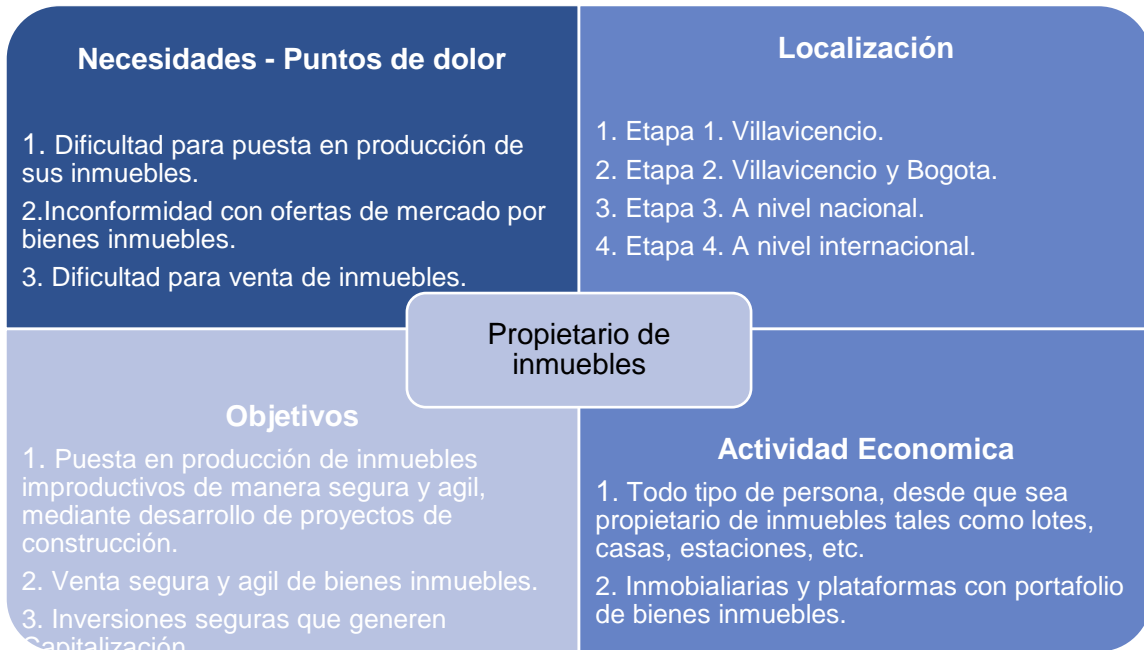 Necesidades - Puntos de dolor
1. Dificultad para puesta en producción de
sus inmuebles.
2.Inconformidad con ofertas de mercado por
bienes inmuebles.
3. Dificultad para venta de inmuebles.
Localización
1. Etapa 1. Villavicencio.
2. Etapa 2. Villavicencio y Bogota.
3. Etapa 3. A nivel nacional.
4. Etapa 4. A nivel internacional.
Propietario de
inmuebles
Objetivos
1. Puesta en producción de inmuebles
improductivos de manera segura y agil,
mediante desarrollo de proyectos de
construcción.
2. Venta segura y agil de bienes inmuebles.
3. Inversiones seguras que generen
Capitalización
Actividad Economica
1. Todo tipo de persona, desde que sea
propietario de inmuebles tales como lotes,
casas, estaciones, etc.
2. Inmobialiarias y plataformas con portafolio
de bienes inmuebles.